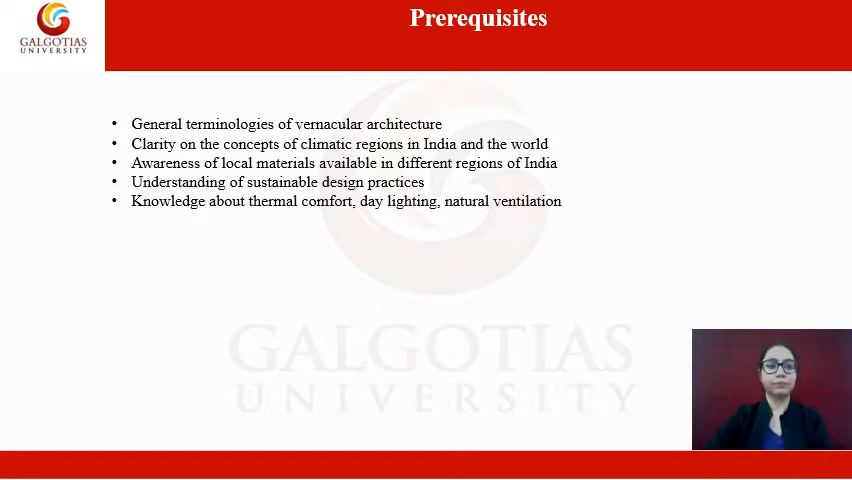 Prerequisites
GALGOTIAS
UNIVERSITY
• General terminologies of vernacular architecture
• Clarity on the concepts of climatic regions in India and the world
• Awareness of local materials available in different regions of India
• Understanding of sustainable design practices
• Knowledge about thermal comfort, day lighting, natural ventilation
GALGOTIAS
UNIVERSITY